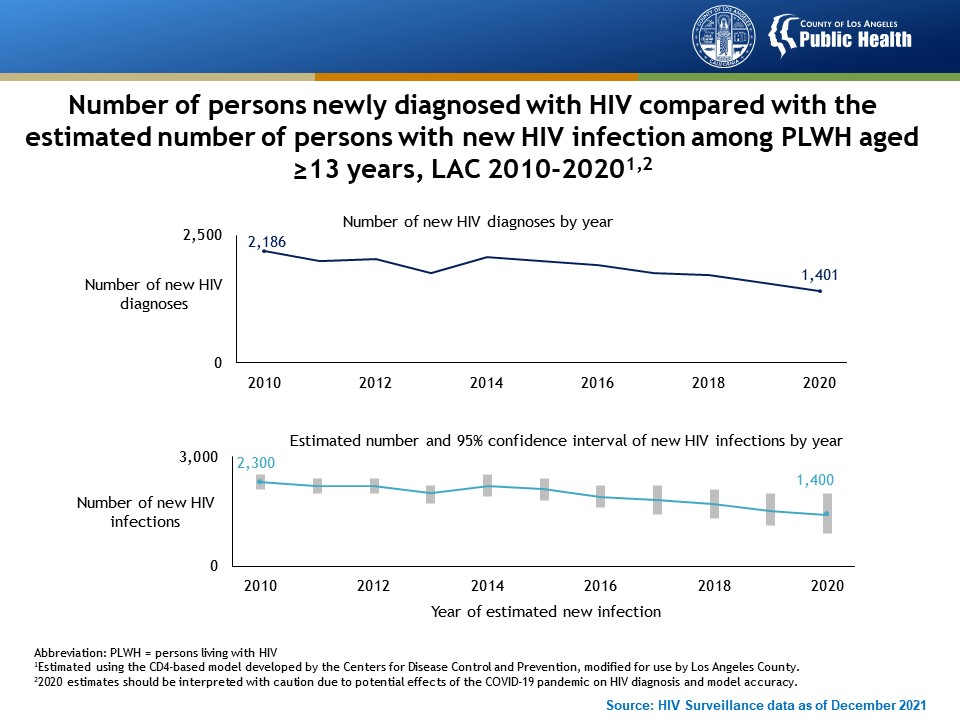 COUNTY OF LOS ANGELES
Public Health
Number of persons newly diagnosed with HIV compared with the
estimated number of persons with new HIV infection among PLWH aged
≥13 years, LAC 2010-2020¹,²
Number of new HIV diagnoses by year
2,500
2,186
Number of new HIV
diagnoses
1,401
0
2010 2012 2014 2016 2018 2020
Estimated number and 95% confidence interval of new HIV infections by year
3,000
2,300
1,400
Number of new HIV
infections
0
2010 2012 2014 2016 2018 2020
Year of estimated new infection
Abbreviation: PLWH = persons living with HIV
¹Estimated using the CD4-based model developed by the Centers for Disease Control and Prevention, modified for use by Los Angeles County.
²2020 estimates should be interpreted with caution due to potential effects of the COVID-19 pandemic on HIV diagnosis and model accuracy.
Source: HIV Surveillance data as of December 2021